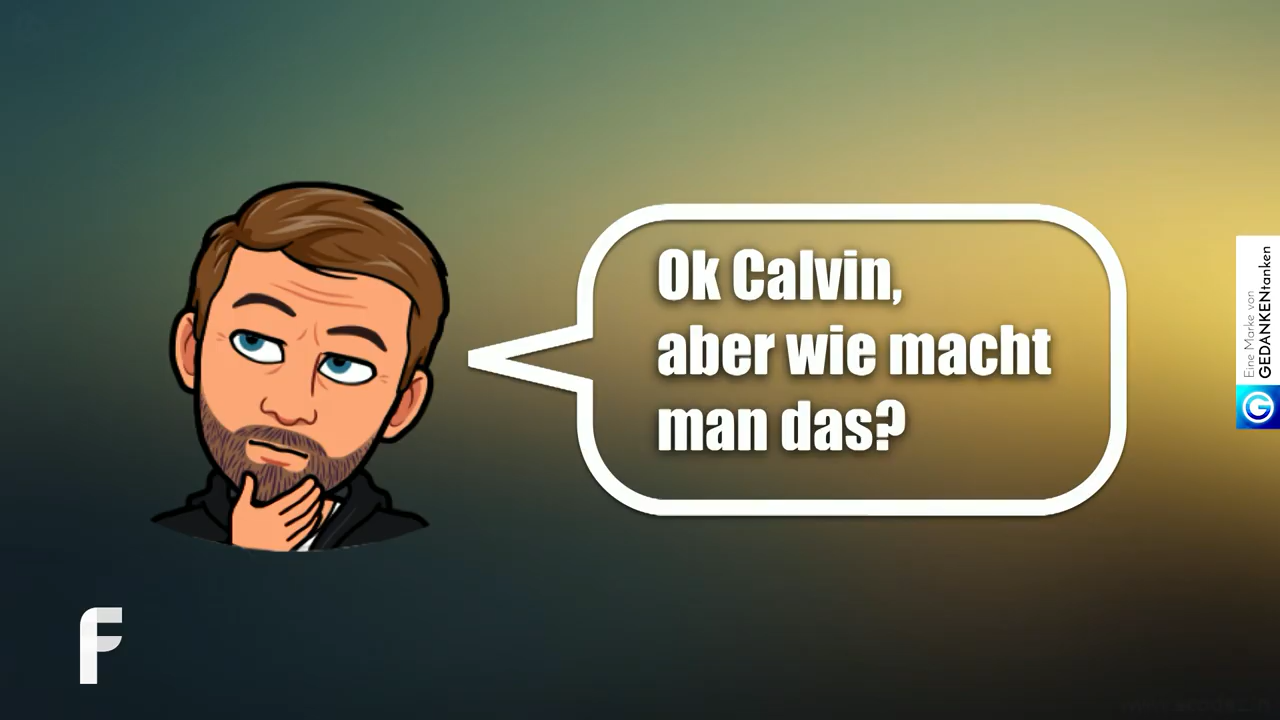 Ok Calvin,
aber wie macht
man das?
Eine Marke von
GEDANKENtanken
G
F